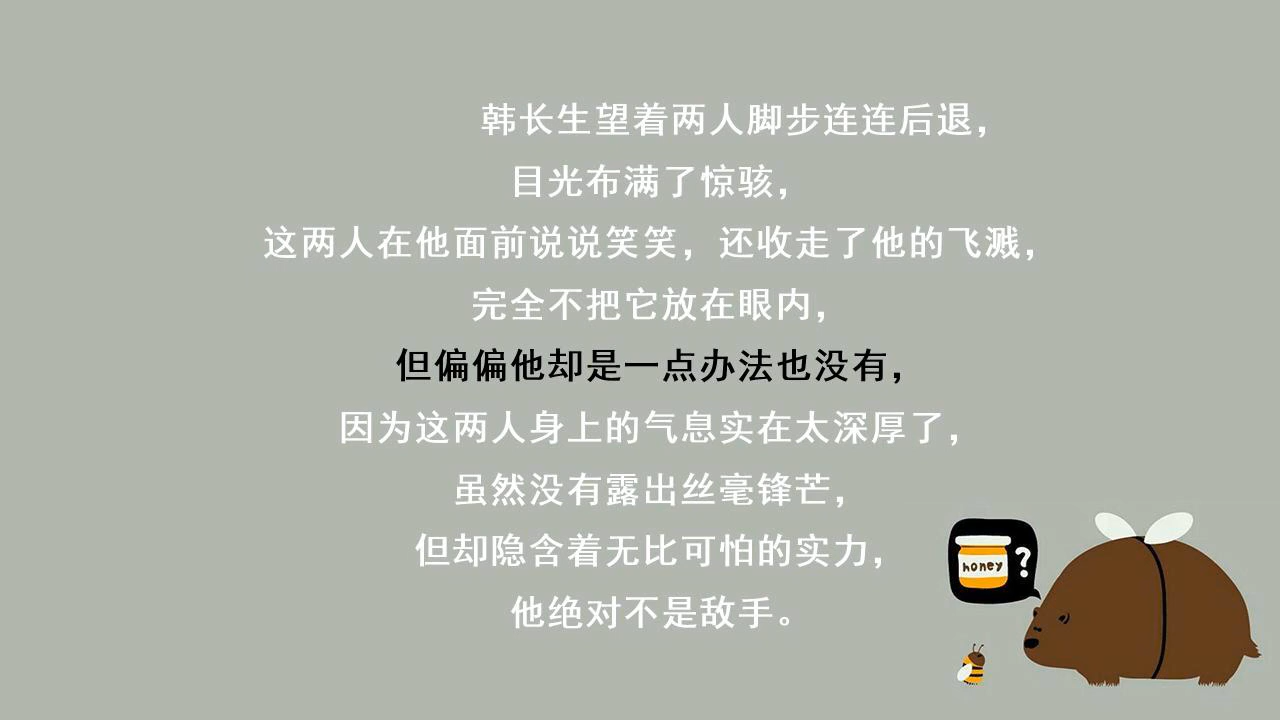 韩长生望着两人脚步连连后退，
目光布满了惊骇，
这两人在他面前说说笑笑，还收走了他的飞溅，
完全不把它放在眼内，
但偏偏他却是一点办法也没有，
因为这两人身上的气息实在太深厚了，
虽然没有露出丝毫锋芒，
但却隐含着无比可怕的实力，
他绝对不是敌手。
honey
?